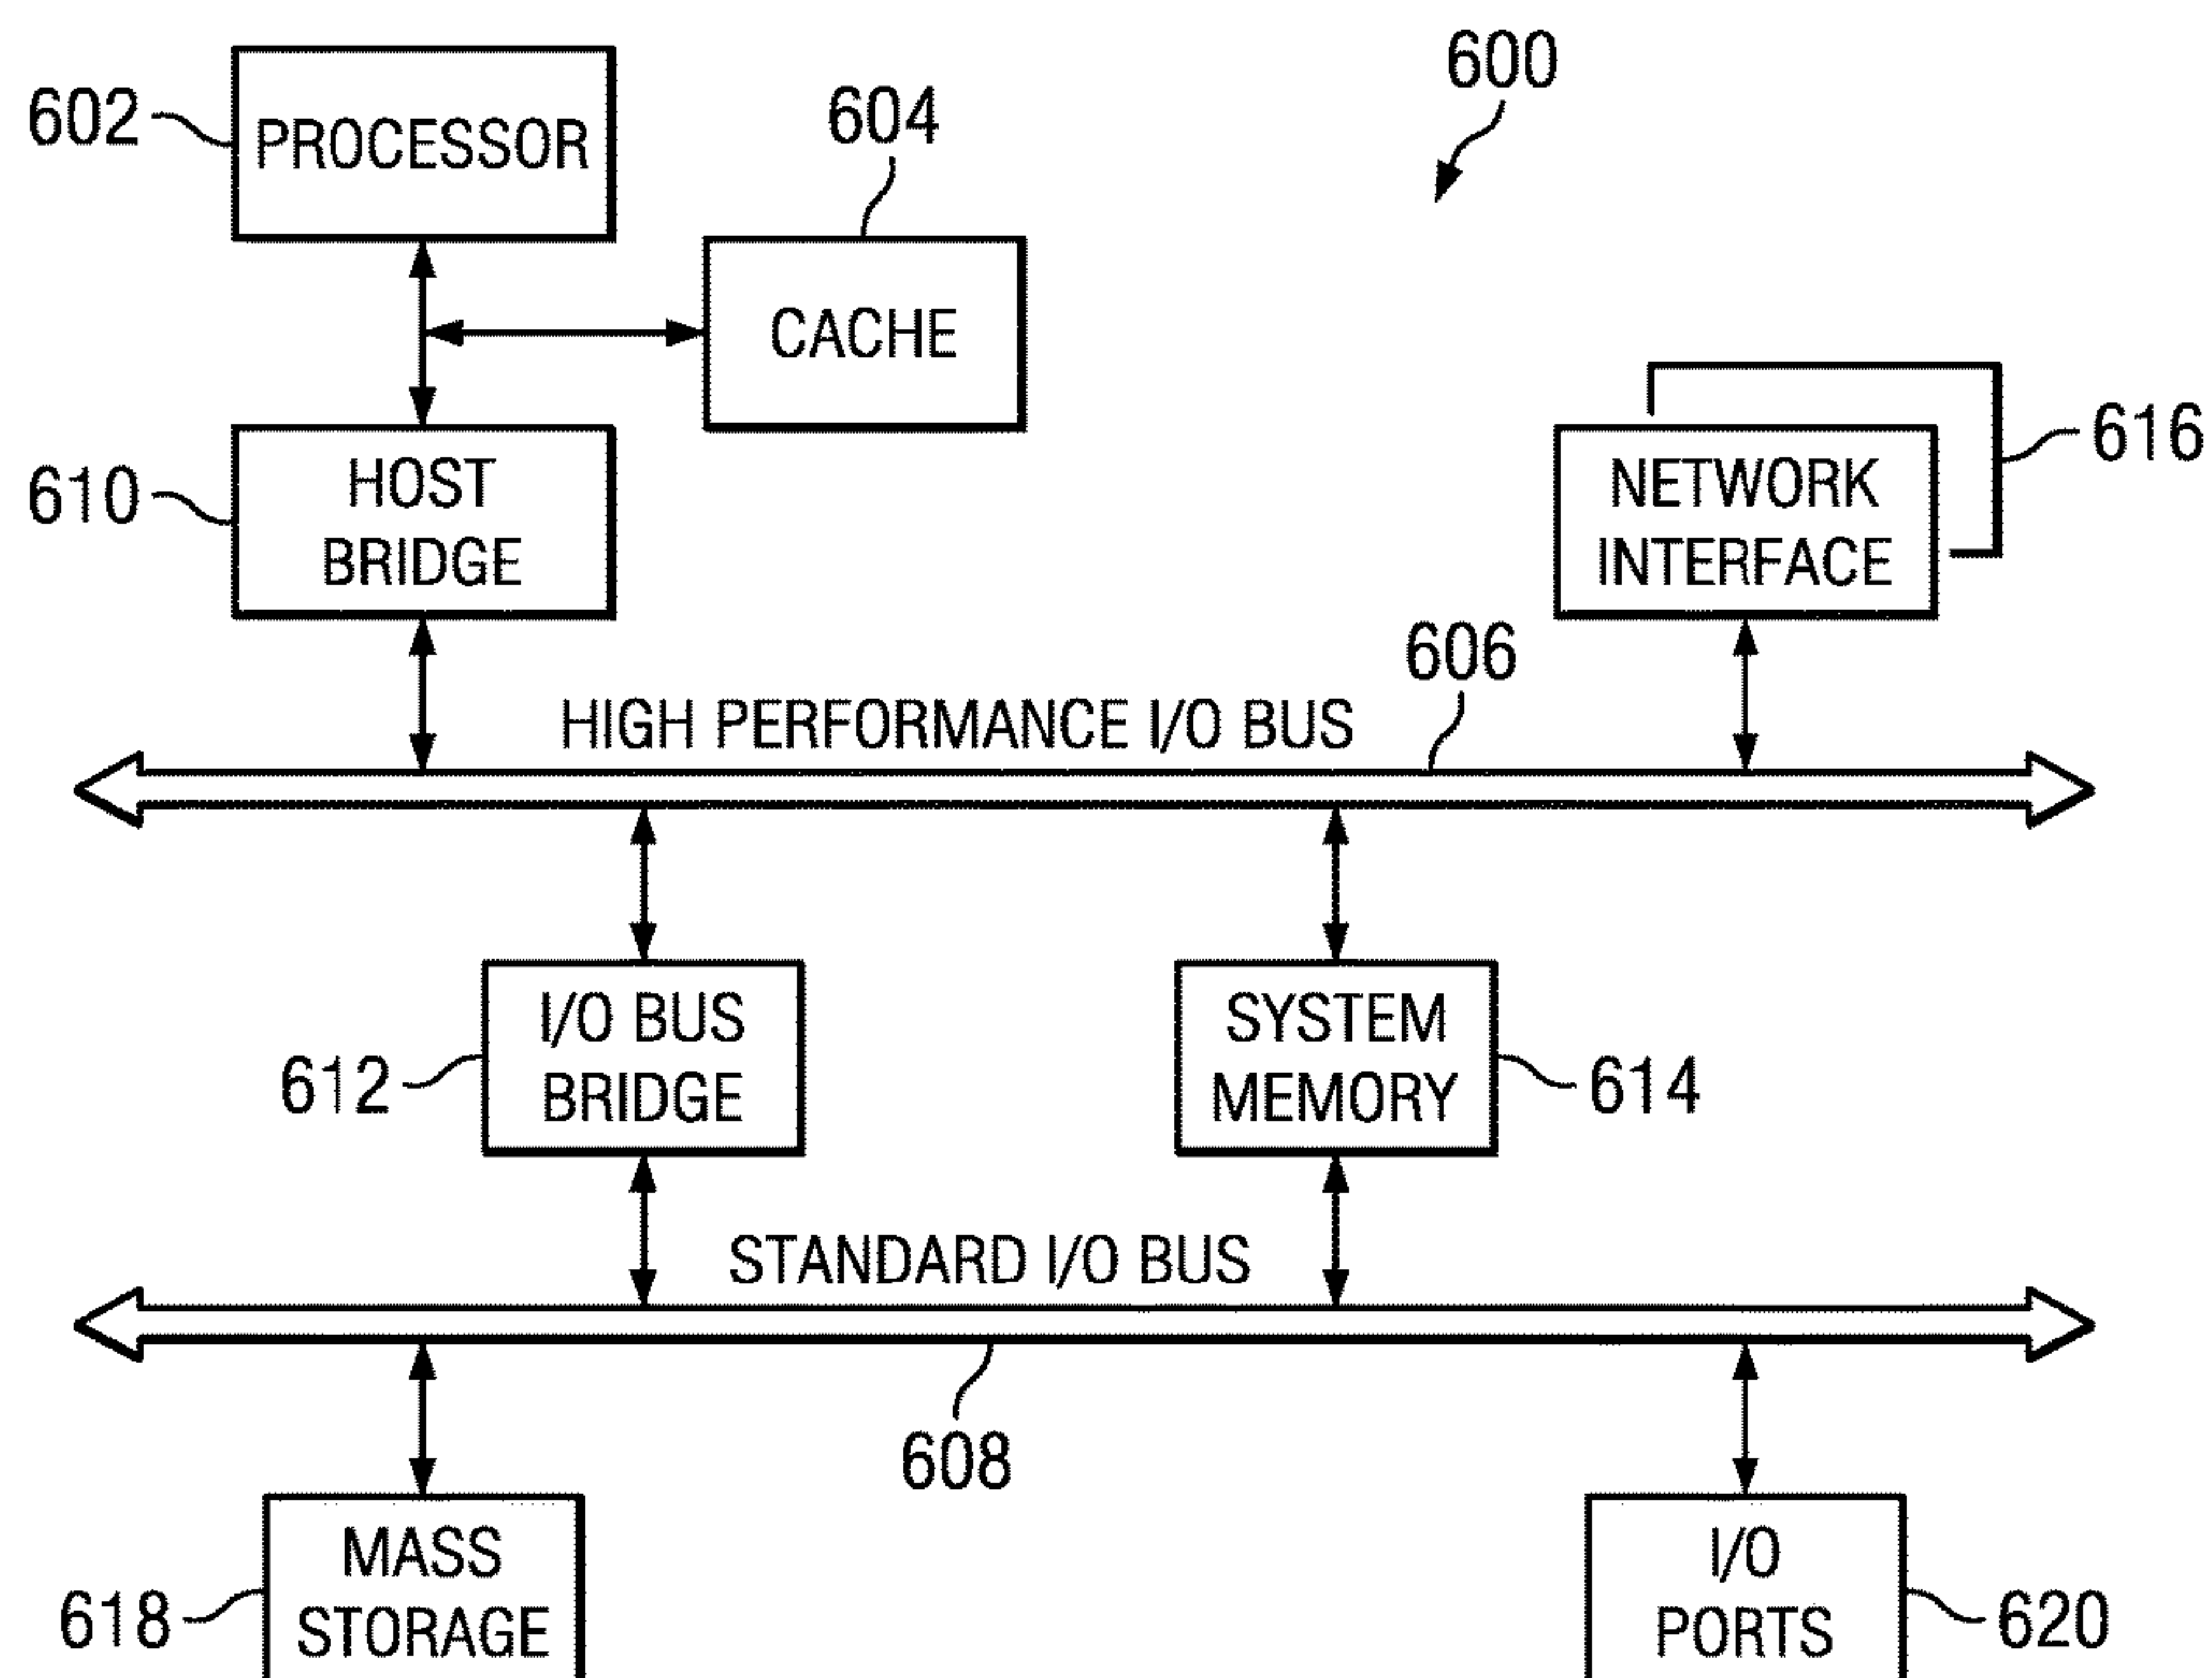 600
602
PROCESSOR
604
CACHE
610
HOST
BRIDGE
616
NETWORK
INTERFACE
606
HIGH PERFORMANCE I/O BUS
612
I/O BUS
BRIDGE
SYSTEM
MEMORY
614
STANDARD I/O BUS
608
618
MASS
STORAGE
I/O
PORTS
620